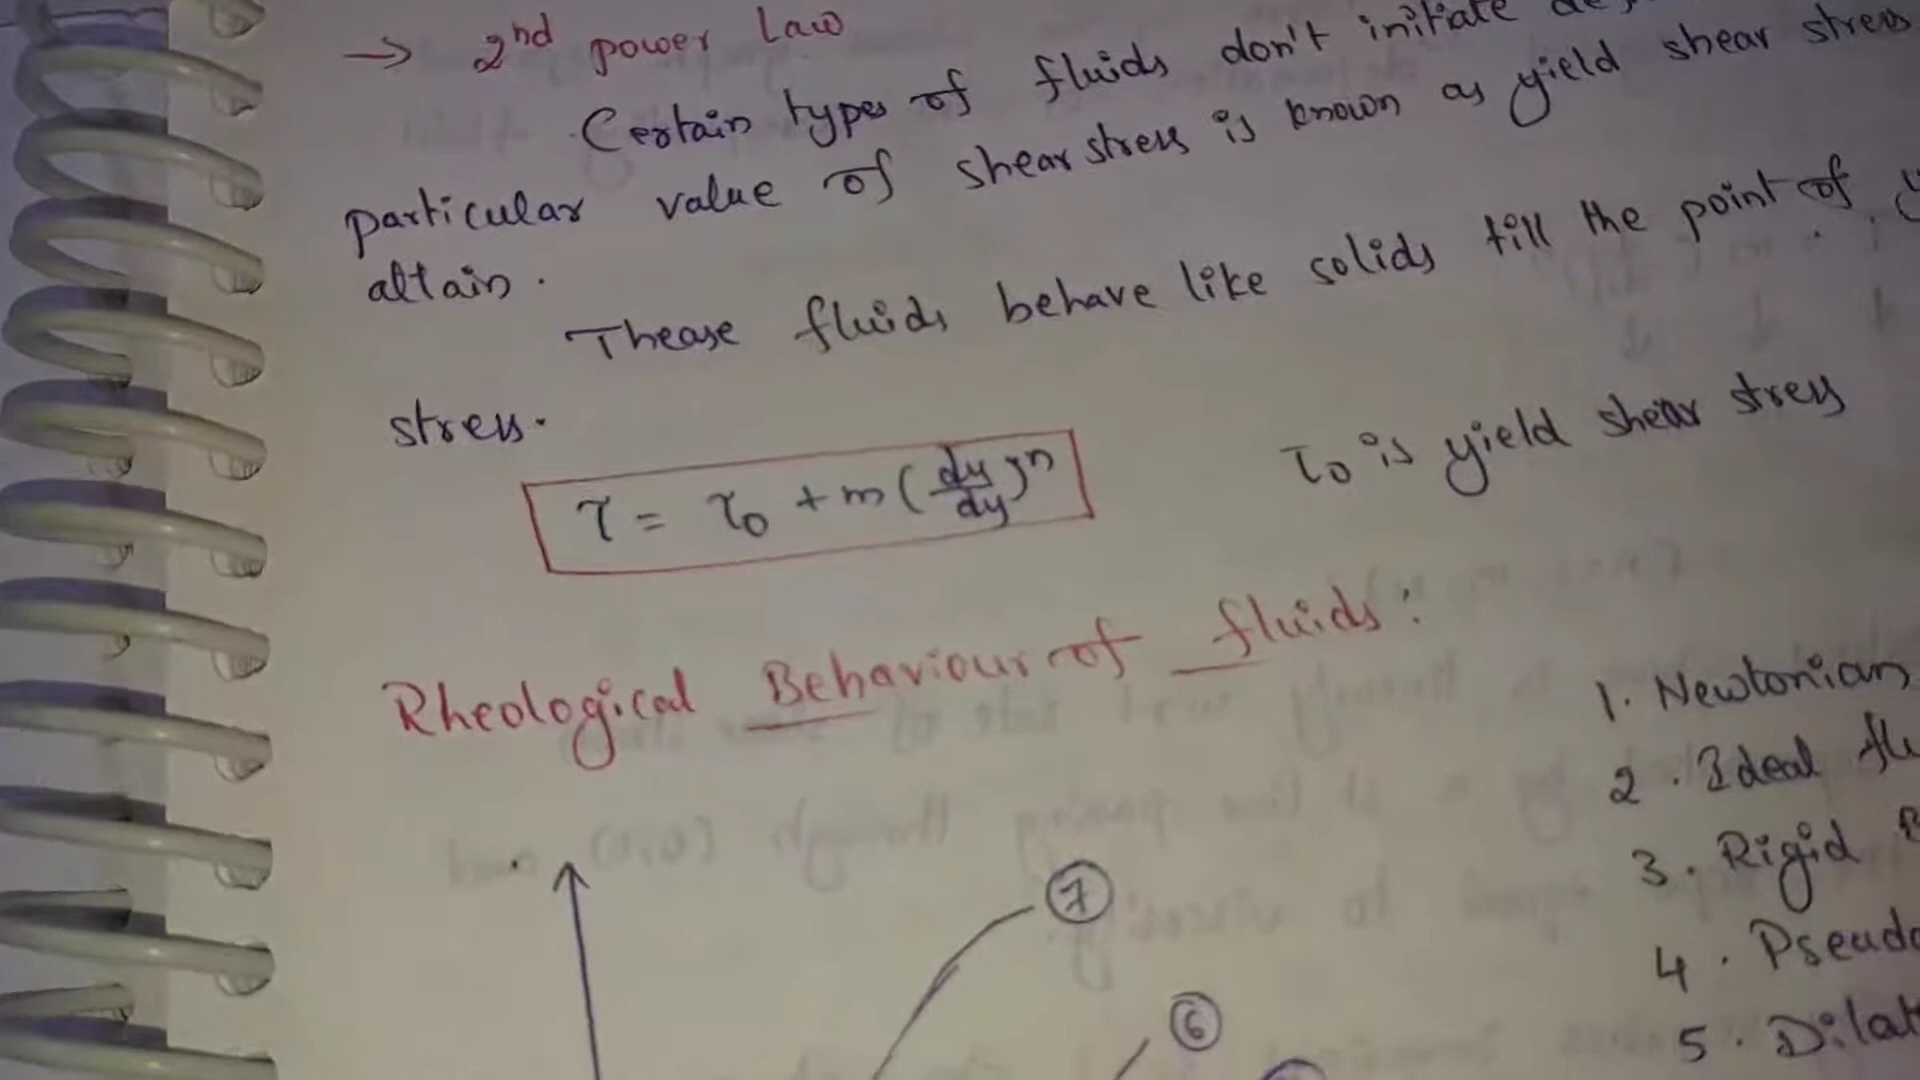 → 2nd power Law
Certain types of fluids don't initiate
particular value of shear stress is known as yield shear stress
attain.
Thease fluids behave like solids till the point of
stress.
τ = τ0 + m(du/dy)^n
τ0 is yield shear stress
Rheological Behaviour of fluids:
1. Newtonian
2. Ideal
3. Rigid
4. Pseudo
5. Dilat
7
6